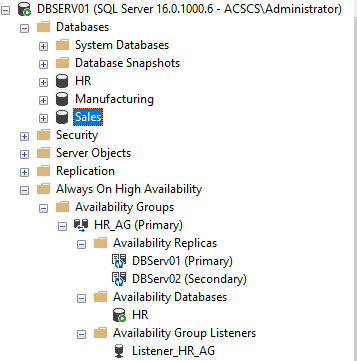 DBSERV01 (SQL Server 16.0.1000.6 - ACSCS\Administrator)
Databases
System Databases
Database Snapshots
HR
Manufacturing
Sales
Security
Server Objects
Replication
Always On High Availability
Availability Groups
HR_AG (Primary)
Availability Replicas
DBServ01 (Primary)
DBServ02 (Secondary)
Availability Databases
HR
Availability Group Listeners
Listener_HR_AG